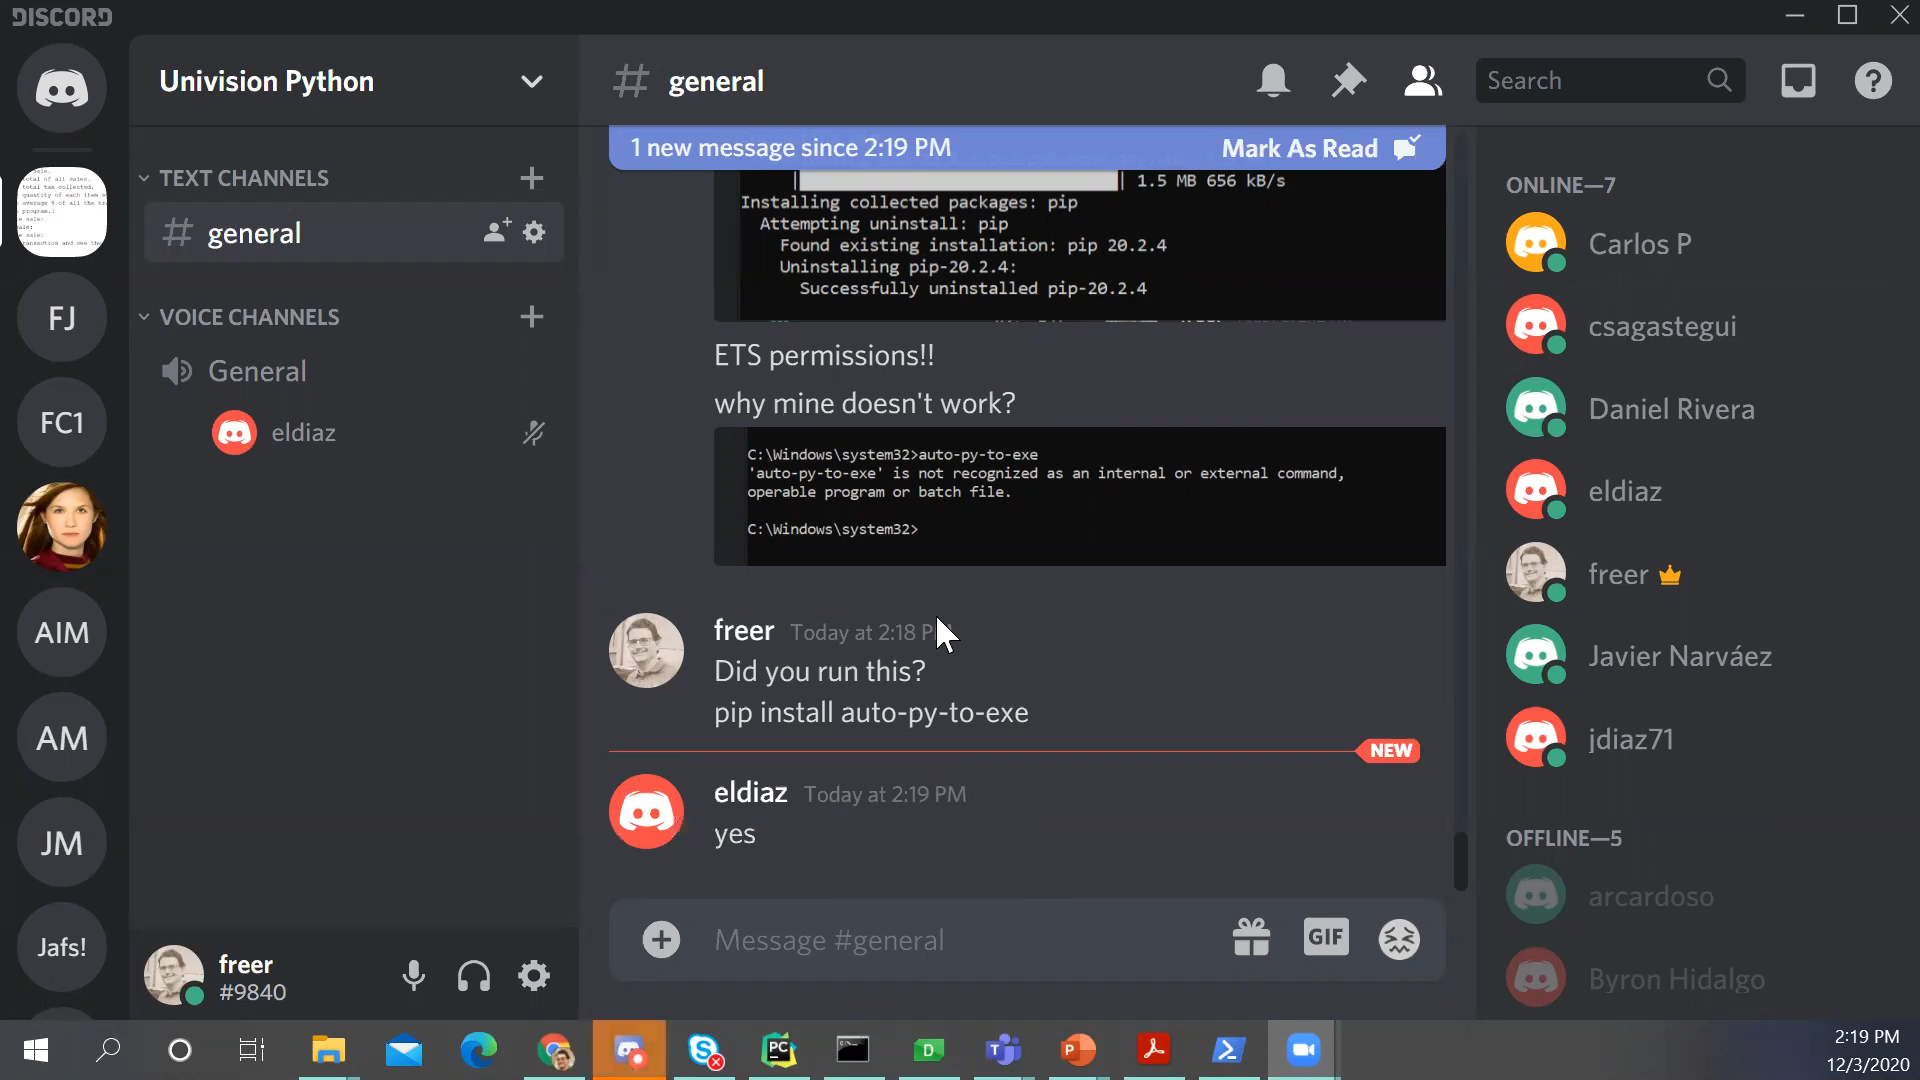 DISCORD
Univision Python
general
Search
1 new message since 2:19 PM
Mark As Read
TEXT CHANNELS
general
VOICE CHANNELS
General
eldiaz
FJ
FC1
AIM
AM
JM
Jafs!
freer
#9840
1.5 MB 656 kB/s
Installing collected packages: pip
Attempting uninstall: pip
Found existing installation: pip 20.2.4
Uninstalling pip-20.2.4:
Successfully uninstalled pip-20.2.4
ETS permissions!!
why mine doesn't work?
C:\Windows\system32>auto-py-to-exe
'auto-py-to-exe' is not recognized as an internal or external command,
operable program or batch file.
C:\Windows\system32>
freer Today at 2:18 P
Did you run this?
pip install auto-py-to-exe
NEW
eldiaz Today at 2:19 PM
yes
Message #general
GIF
ONLINE—7
Carlos P
csagastegui
Daniel Rivera
eldiaz
freer
Javier Narváez
jdiaz71
OFFLINE—5
arcardoso
Byron Hidalgo
2:19 PM
12/3/2020